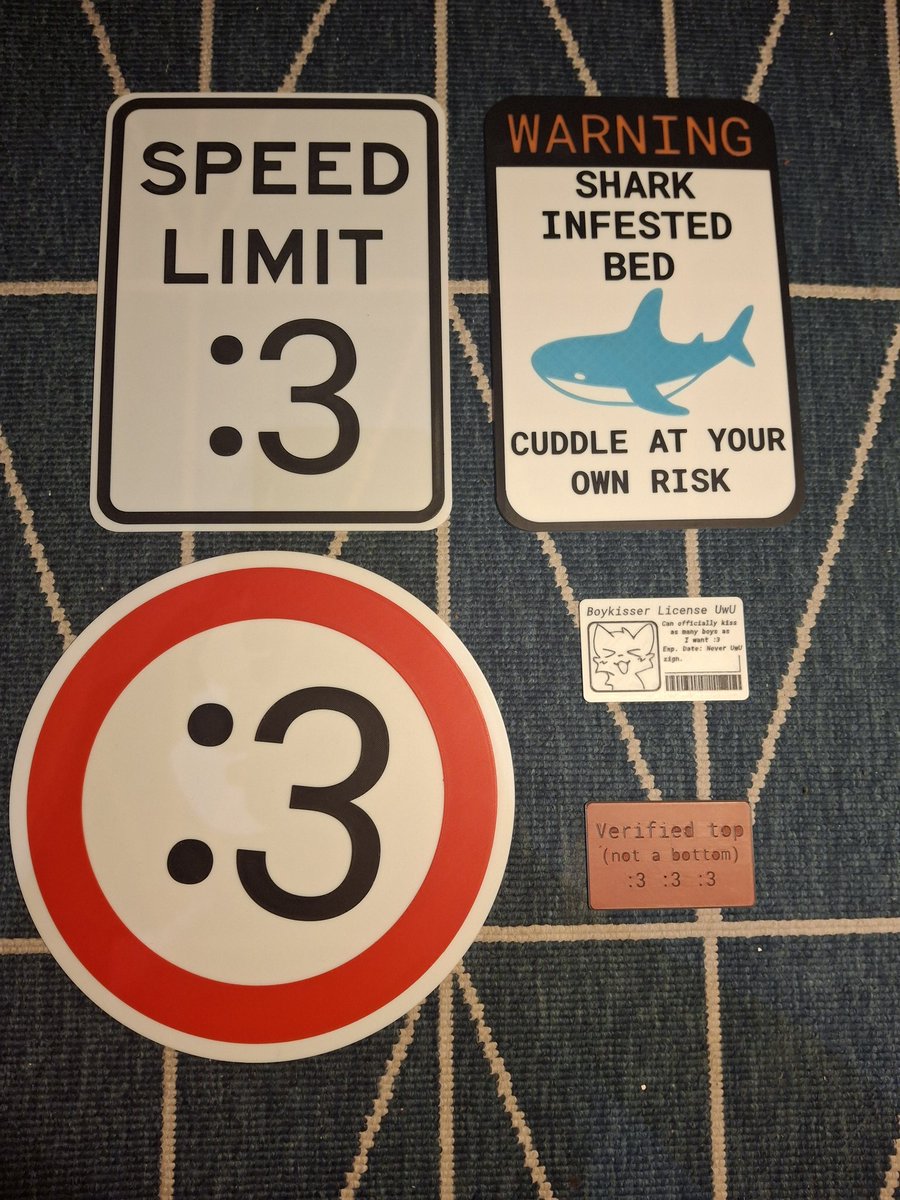 SPEED
LIMIT
:3
WARNING
SHARK
INFESTED
BED
CUDDLE AT YOUR
OWN RISK
:3
Boykisser License UwU
Can officially kiss
as many boys as
I want :3
Exp. Date: Never UwU
sign.
Verified top
(not a bottom)
:3 :3 :3